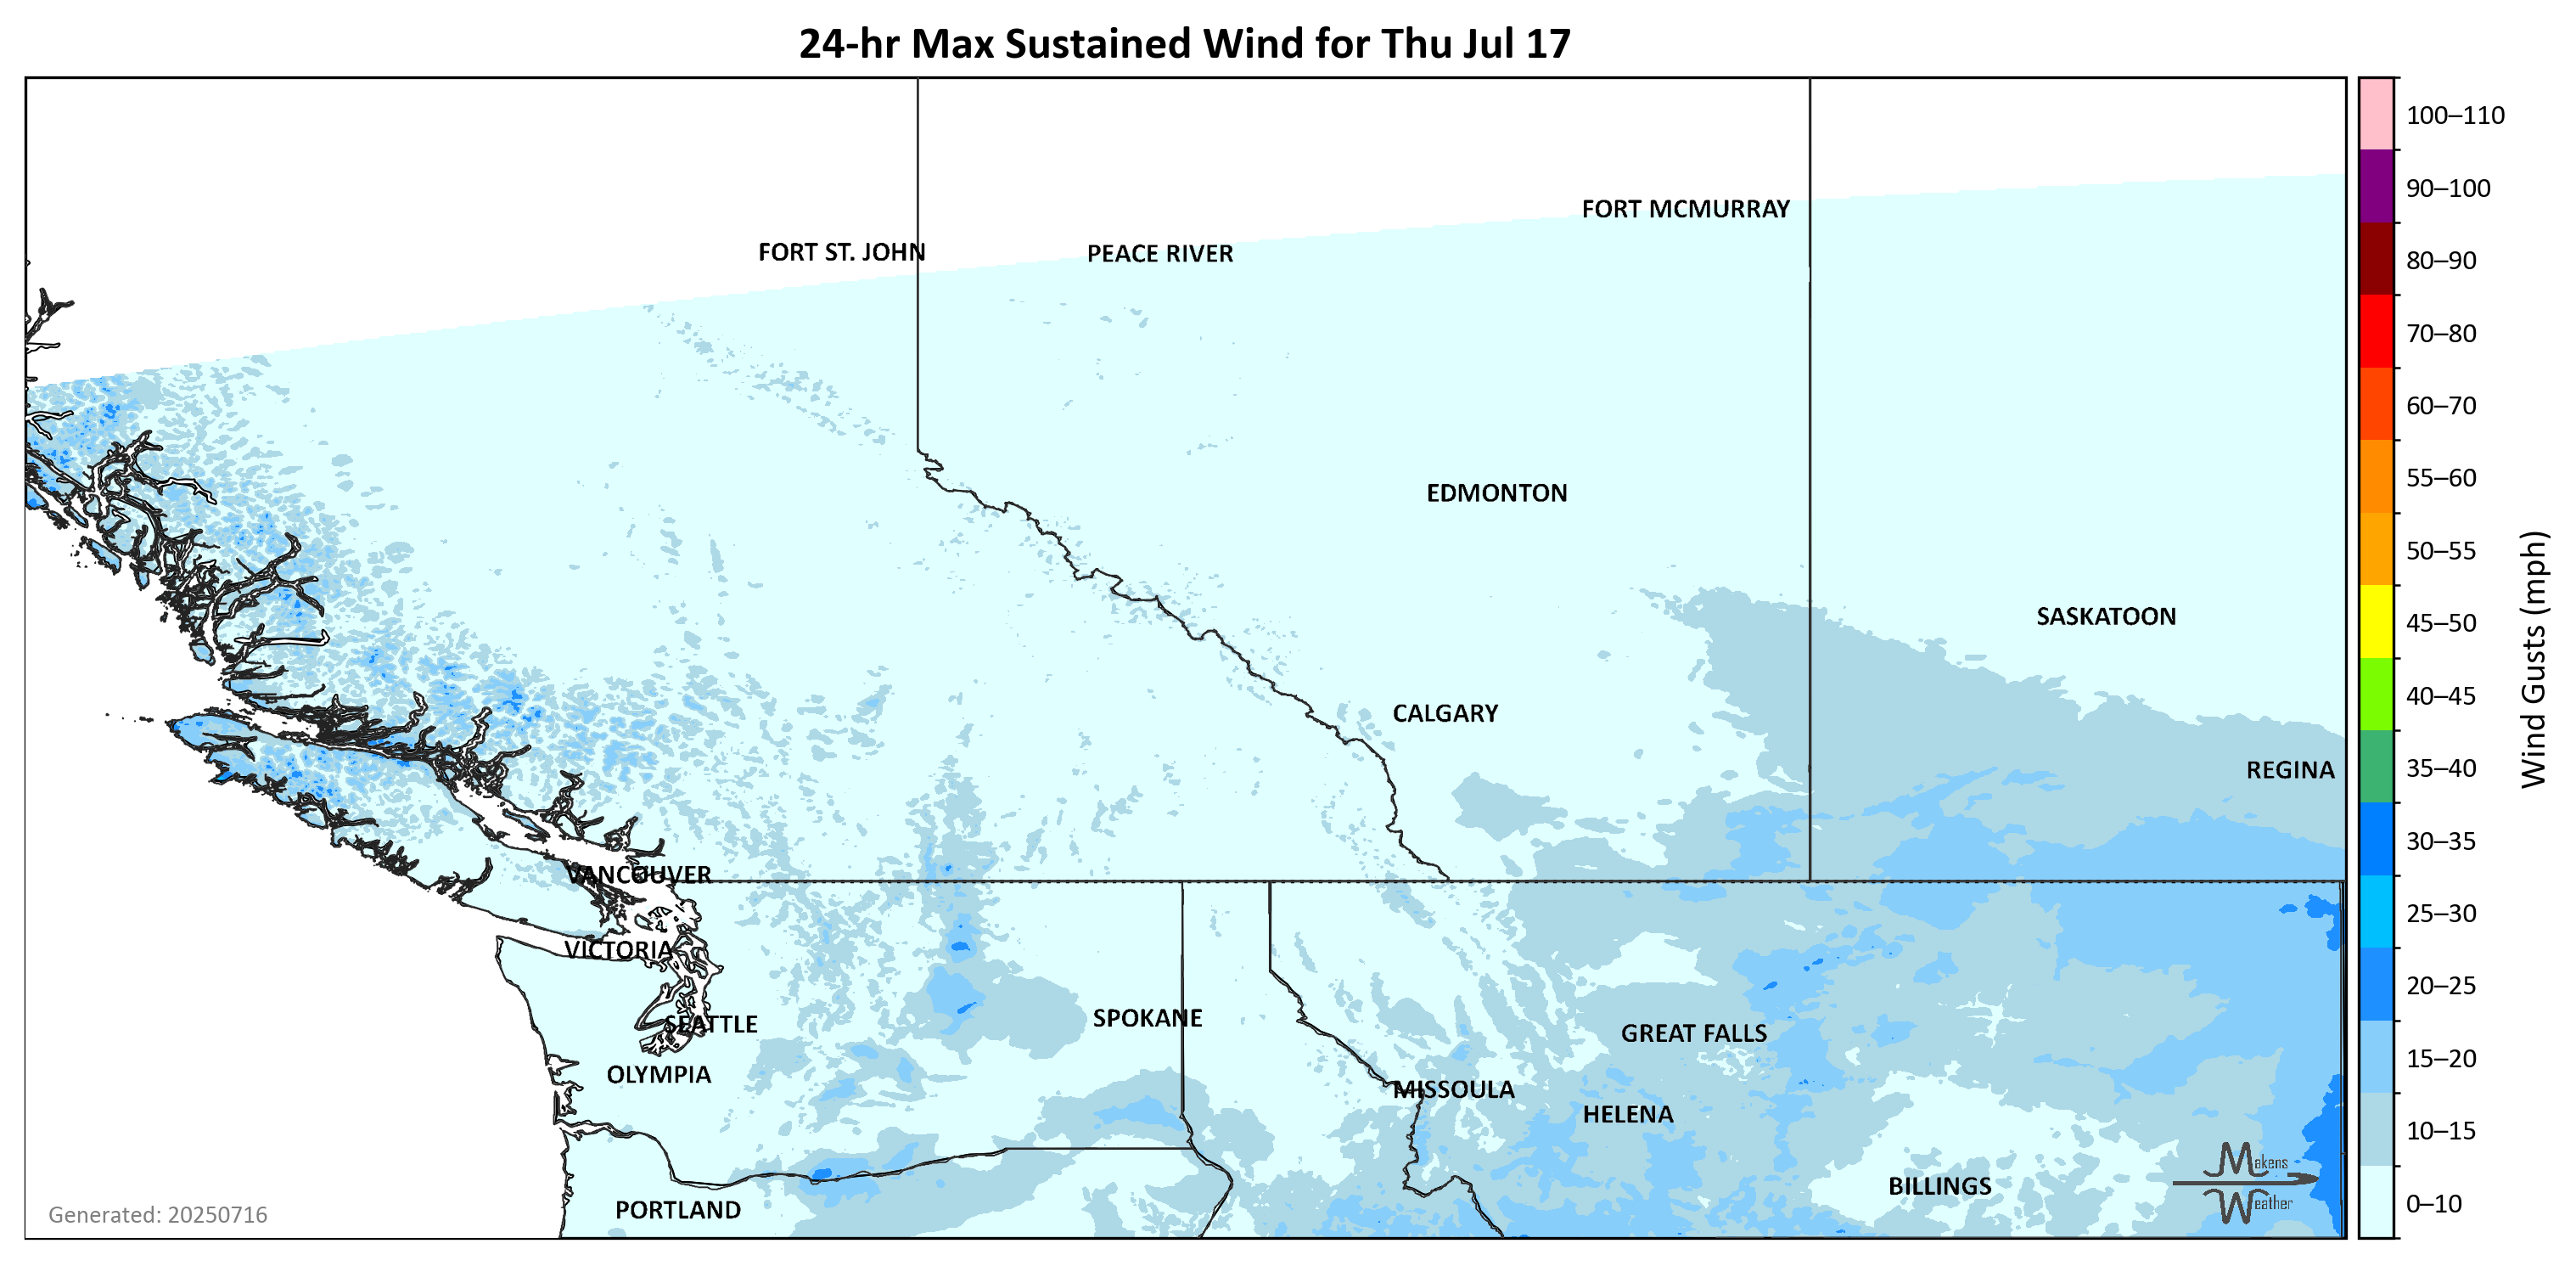 24-hr Max Sustained Wind for Thu Jul 17
100–110
FORT MCMURRAY
90–100
FORT ST. JOHN
PEACE RIVER
80–90
70–80
60–70
EDMONTON
55–60
50–55
SASKATOON
45–50
CALGARY
40–45
REGINA
35–40
Wind Gusts (mph)
30–35
VANCOUVER
25–30
VICTORIA
20–25
SEATTLE
SPOKANE
GREAT FALLS
15–20
OLYMPIA
MISSOULA
HELENA
10–15
Makens
Weather
BILLINGS
0–10
PORTLAND
Generated: 20250716